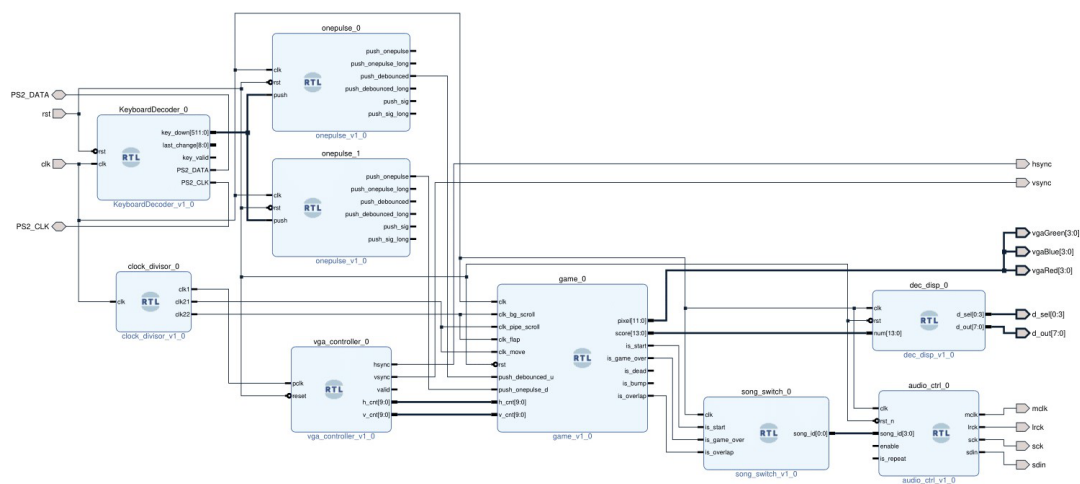 onepulse_0
push_onepulse
push_onepulse_long
clk
push_debounced
RTL
rst
push_debounced_long
push
push_sig
push_sig_long
onepulse_v1_0
PS2_DATA
rst
clk
PS2_CLK
KeyboardDecoder_0
key_down[511:0]
last_change[8:0]
rst
RTL
key_valid
clk
PS2_DATA
PS2_CLK
KeyboardDecoder_v1_0
onepulse_1
push_onepulse
push_onepulse_long
clk
push_debounced
RTL
rst
push_debounced_long
push
push_sig
push_sig_long
onepulse_v1_0
hsync
vsync
vgaGreen[3:0]
vgaBlue[3:0]
vgaRed[3:0]
clock_divisor_0
clk1
clk
RTL
clk21
clk22
clock_divisor_v1_0
vga_controller_0
hsync
vsync
pclk
RTL
valid
reset
h_cnt[9:0]
v_cnt[9:0]
vga_controller_v1_0
game_0
clk
clk_bg_scroll
pixel[11:0]
clk_pipe_scroll
score[13:0]
clk_flap
is_start
clk_move
RTL
is_game_over
rst
is_dead
push_debounced_u
is_bump
push_onepulse_d
is_overlap
h_cnt[9:0]
v_cnt[9:0]
game_v1_0
dec_disp_0
clk
d_sel[0:3]
rst
RTL
d_out[7:0]
num[13:0]
dec_disp_v1_0
d_sel[0:3]
d_out[7:0]
song_switch_0
clk
is_start
RTL
song_id[0:0]
is_game_over
is_overlap
song_switch_v1_0
audio_ctrl_0
clk
mclk
rst_n
lrck
song_id[3:0]
RTL
sck
enable
sdin
is_repeat
audio_ctrl_v1_0
mclk
lrck
sck
sdin